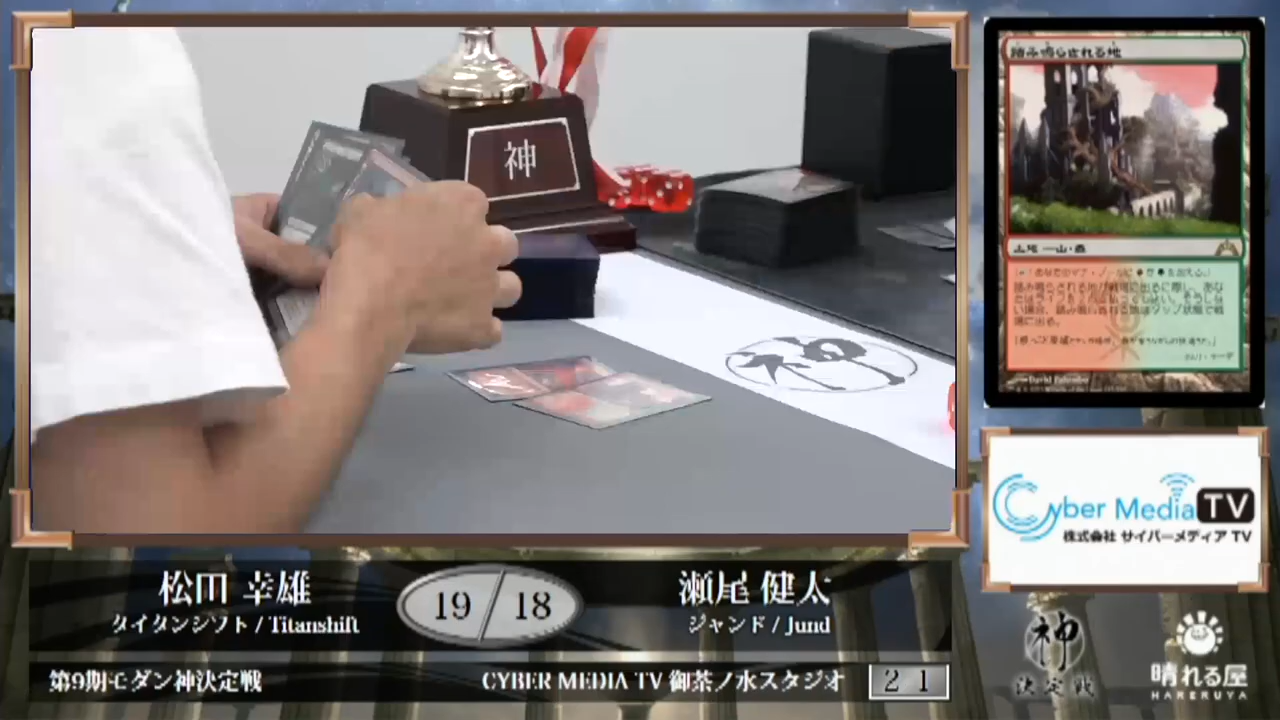 神
神
踏み鳴らされる地
土地 ― 山・森
Cyber Media TV
株式会社 サイバーメディア TV
松田 幸雄
タイタンシフト / Titanshift
19 / 18
瀬尾 健太
ジャンド / Jund
第9期モダン神決定戦
CYBER MEDIA TV 御茶ノ水スタジオ
2 1
神
決定戦
晴れる屋
HARERUYA